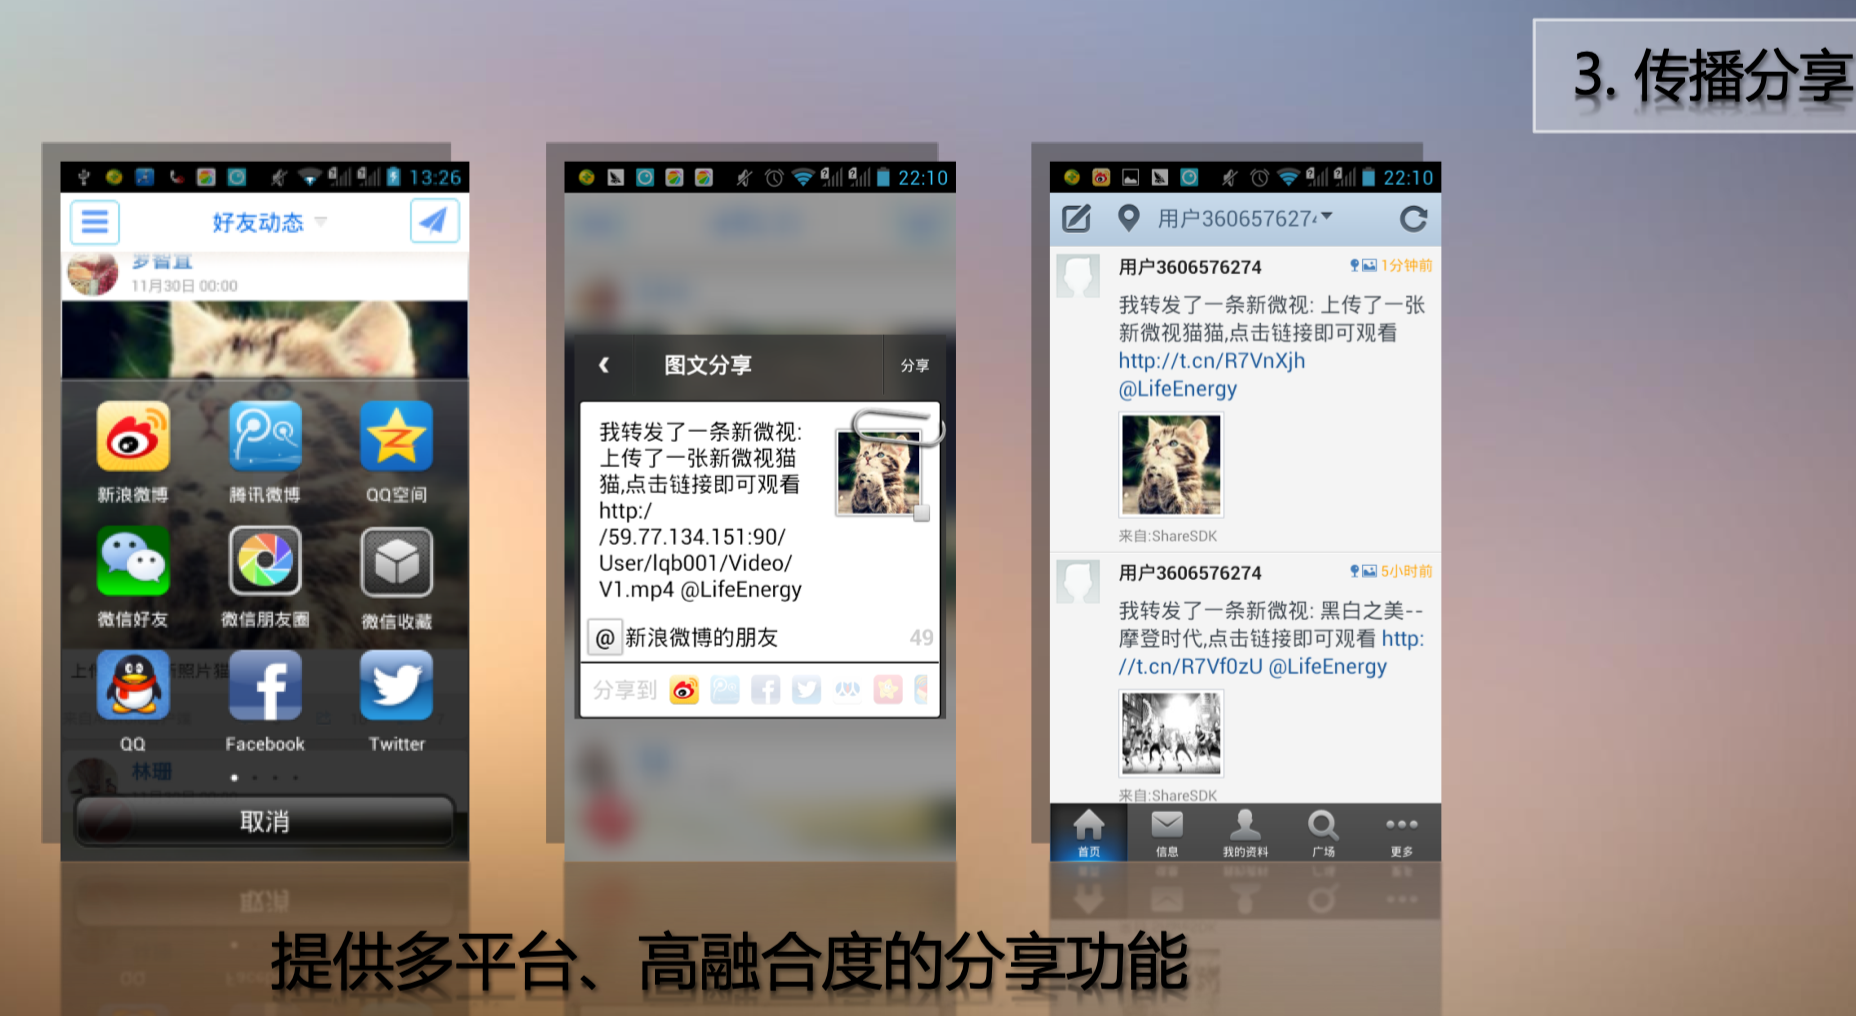 3. 传播分享
13:26
好友动态
罗智宜
11月30日 00:00
新浪微博
腾讯微博
QQ空间
微信好友
微信朋友圈
微信收藏
QQ
Facebook
Twitter
林珊
取消
22:10
图文分享
分享
我转发了一条新微视:
上传了一张新微视猫
猫,点击链接即可观看
http:/
/59.77.134.151:90/
User/lqb001/Video/
V1.mp4 @LifeEnergy
@ 新浪微博的朋友
49
分享到
22:10
用户360657627
用户3606576274
1分钟前
我转发了一条新微视: 上传了一张
新微视猫猫,点击链接即可观看
http://t.cn/R7VnXjh
@LifeEnergy
来自:ShareSDK
用户3606576274
5小时前
我转发了一条新微视: 黑白之美--
摩登时代,点击链接即可观看 http:
//t.cn/R7Vf0zU @LifeEnergy
来自:ShareSDK
首页
信息
我的资料
广场
更多
提供多平台、高融合度的分享功能